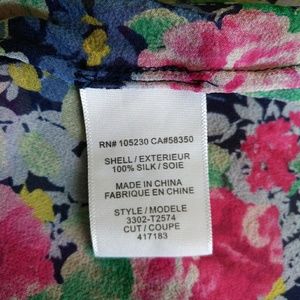 RN# 105230 CA#58350
SHELL / EXTERIEUR
100% SILK / SOIE
MADE IN CHINA
FABRIQUE EN CHINE
STYLE / MODELE
3302-T2574
CUT / COUPE
417183